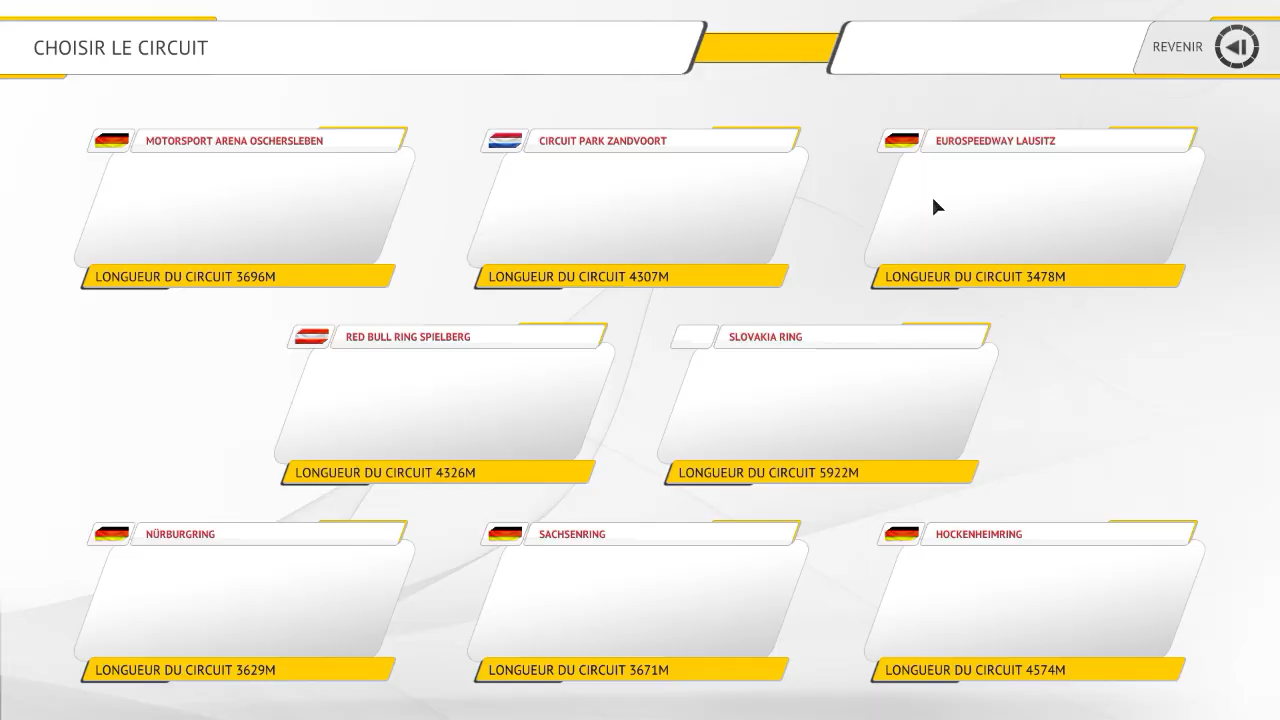 CHOISIR LE CIRCUIT
REVENIR
MOTORSPORT ARENA OSCHERSLEBEN
LONGUEUR DU CIRCUIT 3696M
CIRCUIT PARK ZANDVOORT
LONGUEUR DU CIRCUIT 4307M
EUROSPEEDWAY LAUSITZ
LONGUEUR DU CIRCUIT 3478M
RED BULL RING SPIELBERG
LONGUEUR DU CIRCUIT 4326M
SLOVAKIA RING
LONGUEUR DU CIRCUIT 5922M
NÜRBURGRING
LONGUEUR DU CIRCUIT 3629M
SACHSENRING
LONGUEUR DU CIRCUIT 3671M
HOCKENHEIMRING
LONGUEUR DU CIRCUIT 4574M